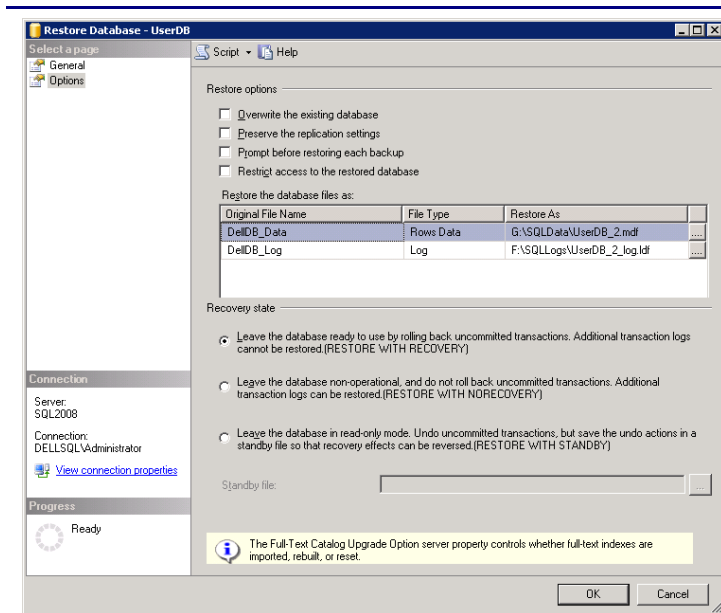 Restore Database - UserDB
Select a page
General
Options
Script
Help
Restore options
Overwrite the existing database
Preserve the replication settings
Prompt before restoring each backup
Restrict access to the restored database
Restore the database files as:
Original File Name File Type Restore As
DellDB_Data Rows Data G:\SQLData\UserDB_2.mdf ...
DellDB_Log Log F:\SQLLogs\UserDB_2_log.ldf ...
Recovery state
Leave the database ready to use by rolling back uncommitted transactions. Additional transaction logs
cannot be restored.(RESTORE WITH RECOVERY)
Leave the database non-operational, and do not roll back uncommitted transactions. Additional
transaction logs can be restored.(RESTORE WITH NORECOVERY)
Leave the database in read-only mode. Undo uncommitted transactions, but save the undo actions in a
standby file so that recovery effects can be reversed.(RESTORE WITH STANDBY)
Standby file: ...
Connection
Server:
SQL2008
Connection:
DELLSQL\Administrator
View connection properties
Progress
Ready
The Full-Text Catalog Upgrade Option server property controls whether full-text indexes are
imported, rebuilt, or reset.
OK Cancel